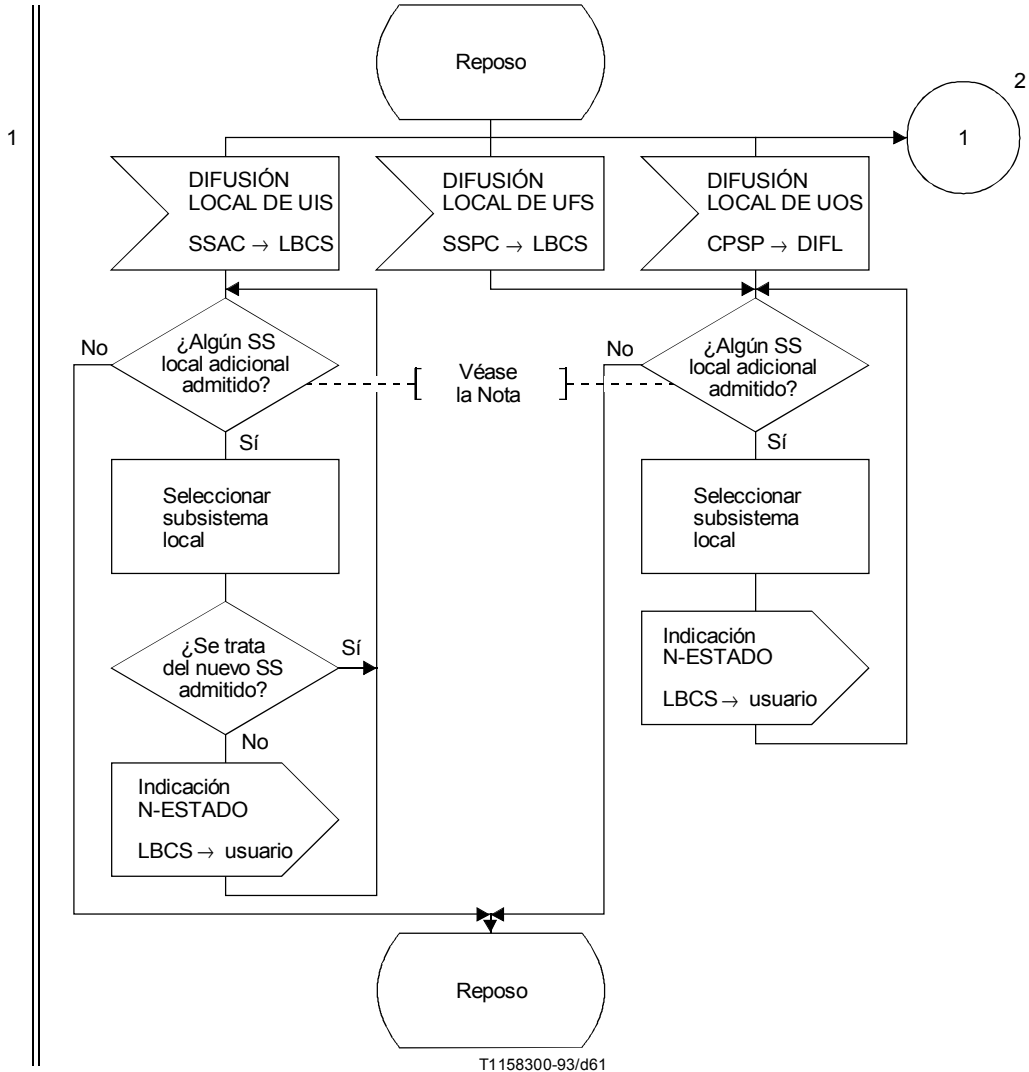 Reposo
2
1
1
DIFUSIÓN
LOCAL DE UIS
SSAC → LBCS
DIFUSIÓN
LOCAL DE UFS
SSPC → LBCS
DIFUSIÓN
LOCAL DE UOS
CPSP → DIFL
No
¿Algún SS
local adicional
admitido?
Véase
la Nota
No
¿Algún SS
local adicional
admitido?
Sí
Sí
Seleccionar
subsistema
local
Seleccionar
subsistema
local
¿Se trata
del nuevo SS
admitido?
Sí
Indicación
N-ESTADO
LBCS → usuario
No
Indicación
N-ESTADO
LBCS → usuario
Reposo
T1158300-93/d61